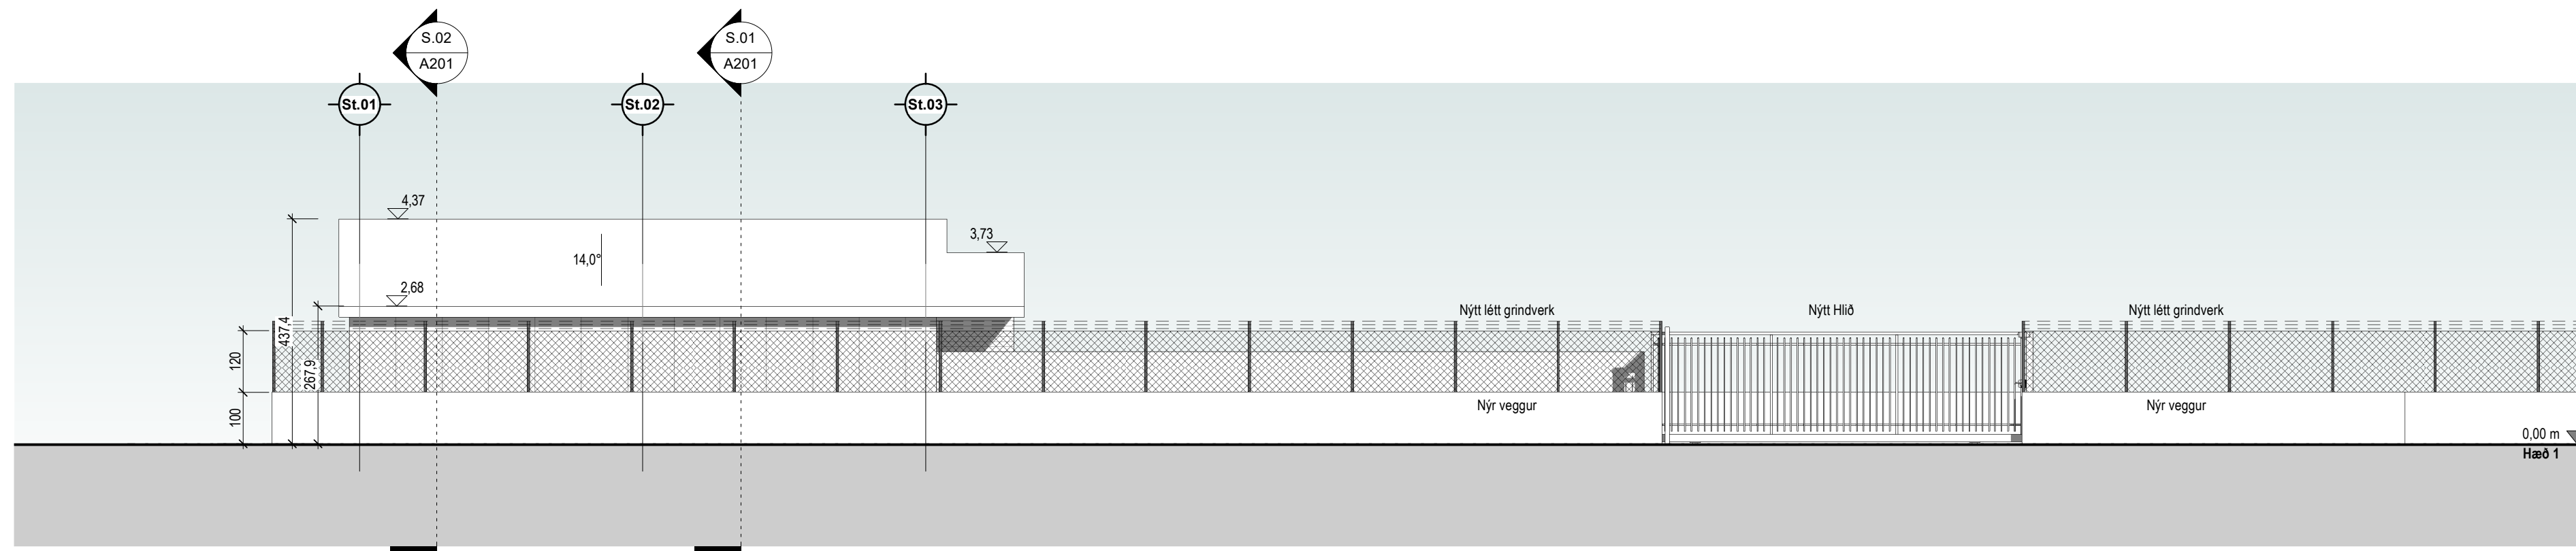 S.02
A201
S.01
A201
St.01
St.02
St.03
4,37
3,73
14,0°
2,68
437,4
267,9
120
100
Nýtt létt grindverk
Nýtt Hlið
Nýtt létt grindverk
Nýr veggur
Nýr veggur
0,00 m
Hæð 1